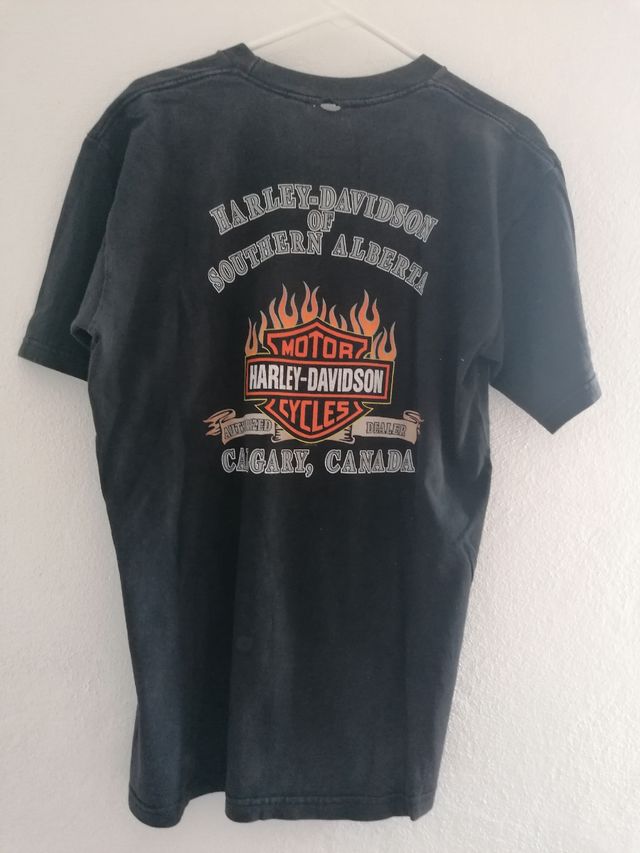 HARLEY-DAVIDSON
OF
SOUTHERN ALBERTA
MOTOR
HARLEY-DAVIDSON
CYCLES
AUTHORIZED DEALER
CALGARY, CANADA